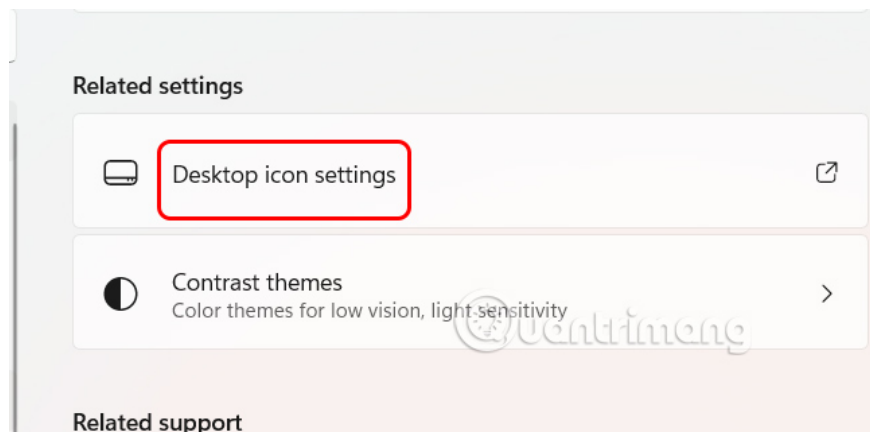 Related settings
Desktop icon settings
Contrast themes
Color themes for low vision, light sensitivity
Quantrimang
Related support